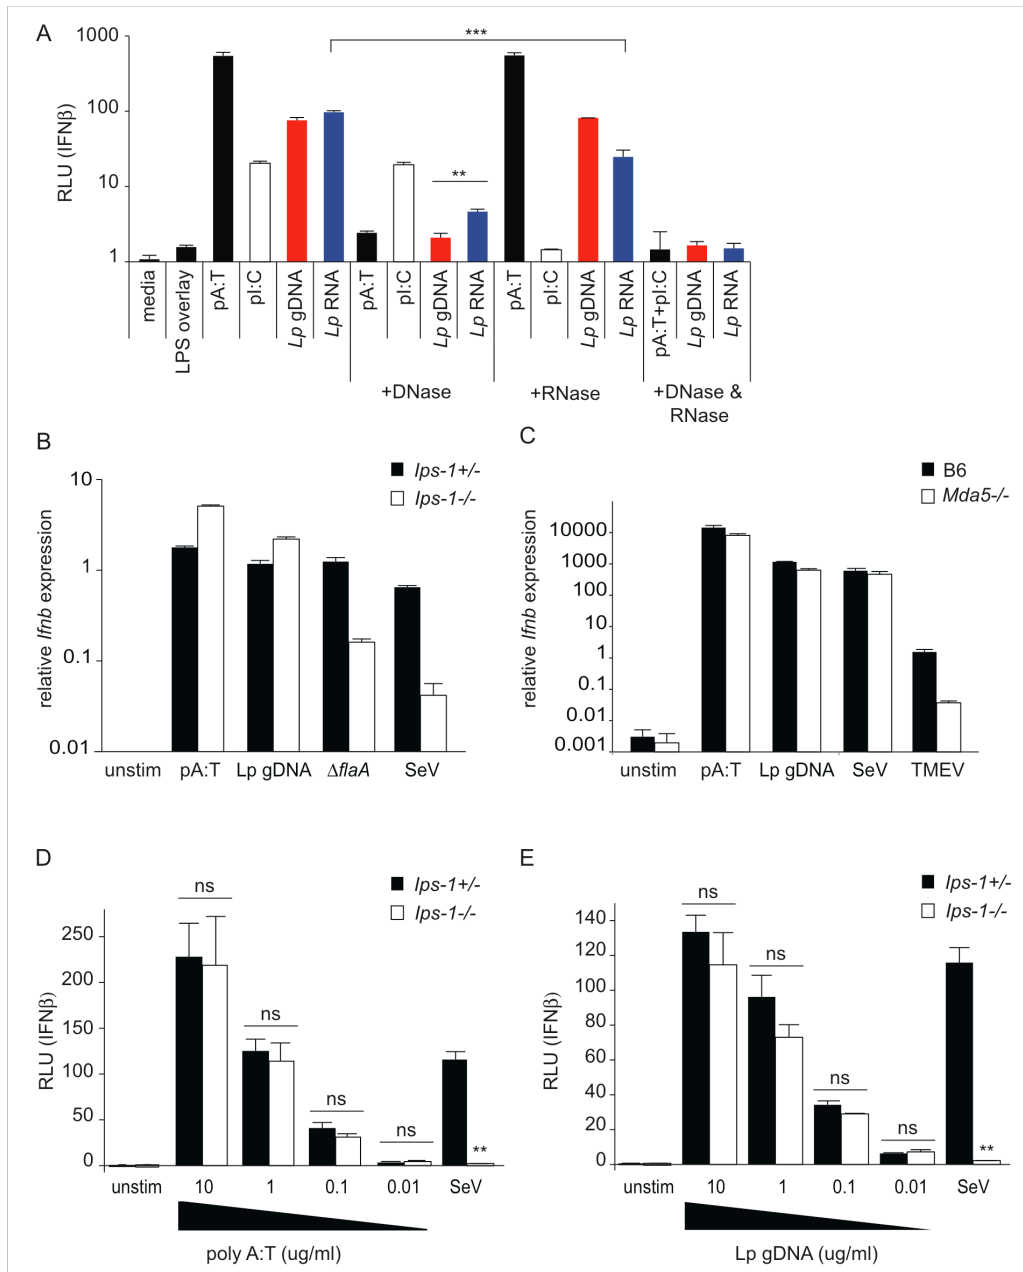 A
1000
100
10
1
RLU (IFNβ)
***
**
media
LPS overlay
pA:T
pI:C
Lp gDNA
Lp RNA
pA:T
pI:C
Lp gDNA
Lp RNA
pA:T
pI:C
Lp gDNA
Lp RNA
pA:T+pI:C
Lp gDNA
Lp RNA
+DNase
+RNase
+DNase &
RNase
B
Ips-1+/-
Ips-1-/-
10
1
0.1
0.01
relative Ifnb expression
unstim pA:T Lp gDNA ΔflaA SeV
C
B6
Mda5-/-
10000
1000
100
10
1
0.1
0.01
0.001
relative Ifnb expression
unstim pA:T Lp gDNA SeV TMEV
D
Ips-1+/-
Ips-1-/-
250
200
150
100
50
0
RLU (IFNβ)
ns
ns
ns
ns
**
unstim 10 1 0.1 0.01 SeV
poly A:T (ug/ml)
E
Ips-1+/-
Ips-1-/-
140
120
100
80
60
40
20
0
RLU (IFNβ)
ns
ns
ns
ns
**
unstim 10 1 0.1 0.01 SeV
Lp gDNA (ug/ml)